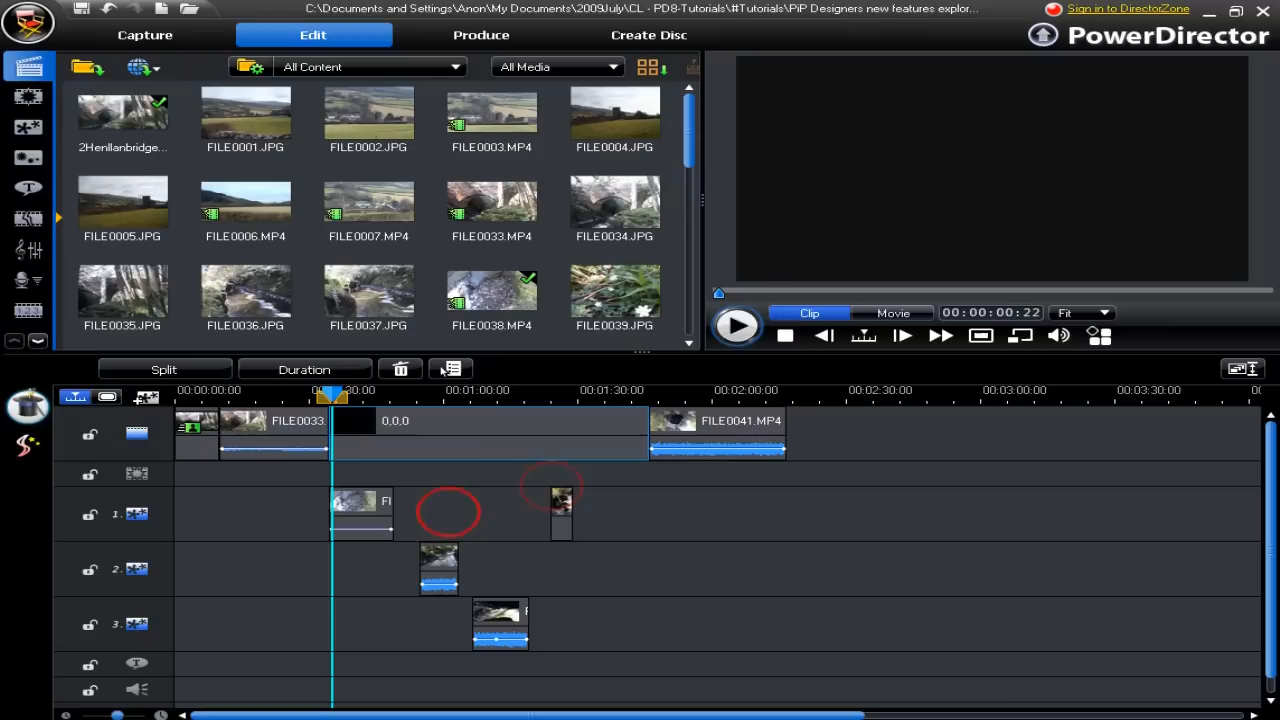 C:\Documents and Settings\Anon\My Documents\2009July\CL - PD8-Tutorials\#Tutorials\PiP Designers new features explor...
Sign in to DirectorZone
Capture
Edit
Produce
Create Disc
PowerDirector
All Content
All Media
2Henllanbridge...
FILE0001.JPG
FILE0002.JPG
FILE0003.MP4
FILE0004.JPG
FILE0005.JPG
FILE0006.MP4
FILE0007.MP4
FILE0033.MP4
FILE0034.JPG
FILE0035.JPG
FILE0036.JPG
FILE0037.JPG
FILE0038.MP4
FILE0039.JPG
Clip
Movie
00:00:00:22
Fit
Split
Duration
00:00:00:00
30:00
00:01:00:00
00:01:30:00
00:02:00:00
00:02:30:00
00:03:00:00
00:03:30:00
00
FILE0033.
0,0,0
FILE0041.MP4
1.
FI
2.
3.
F